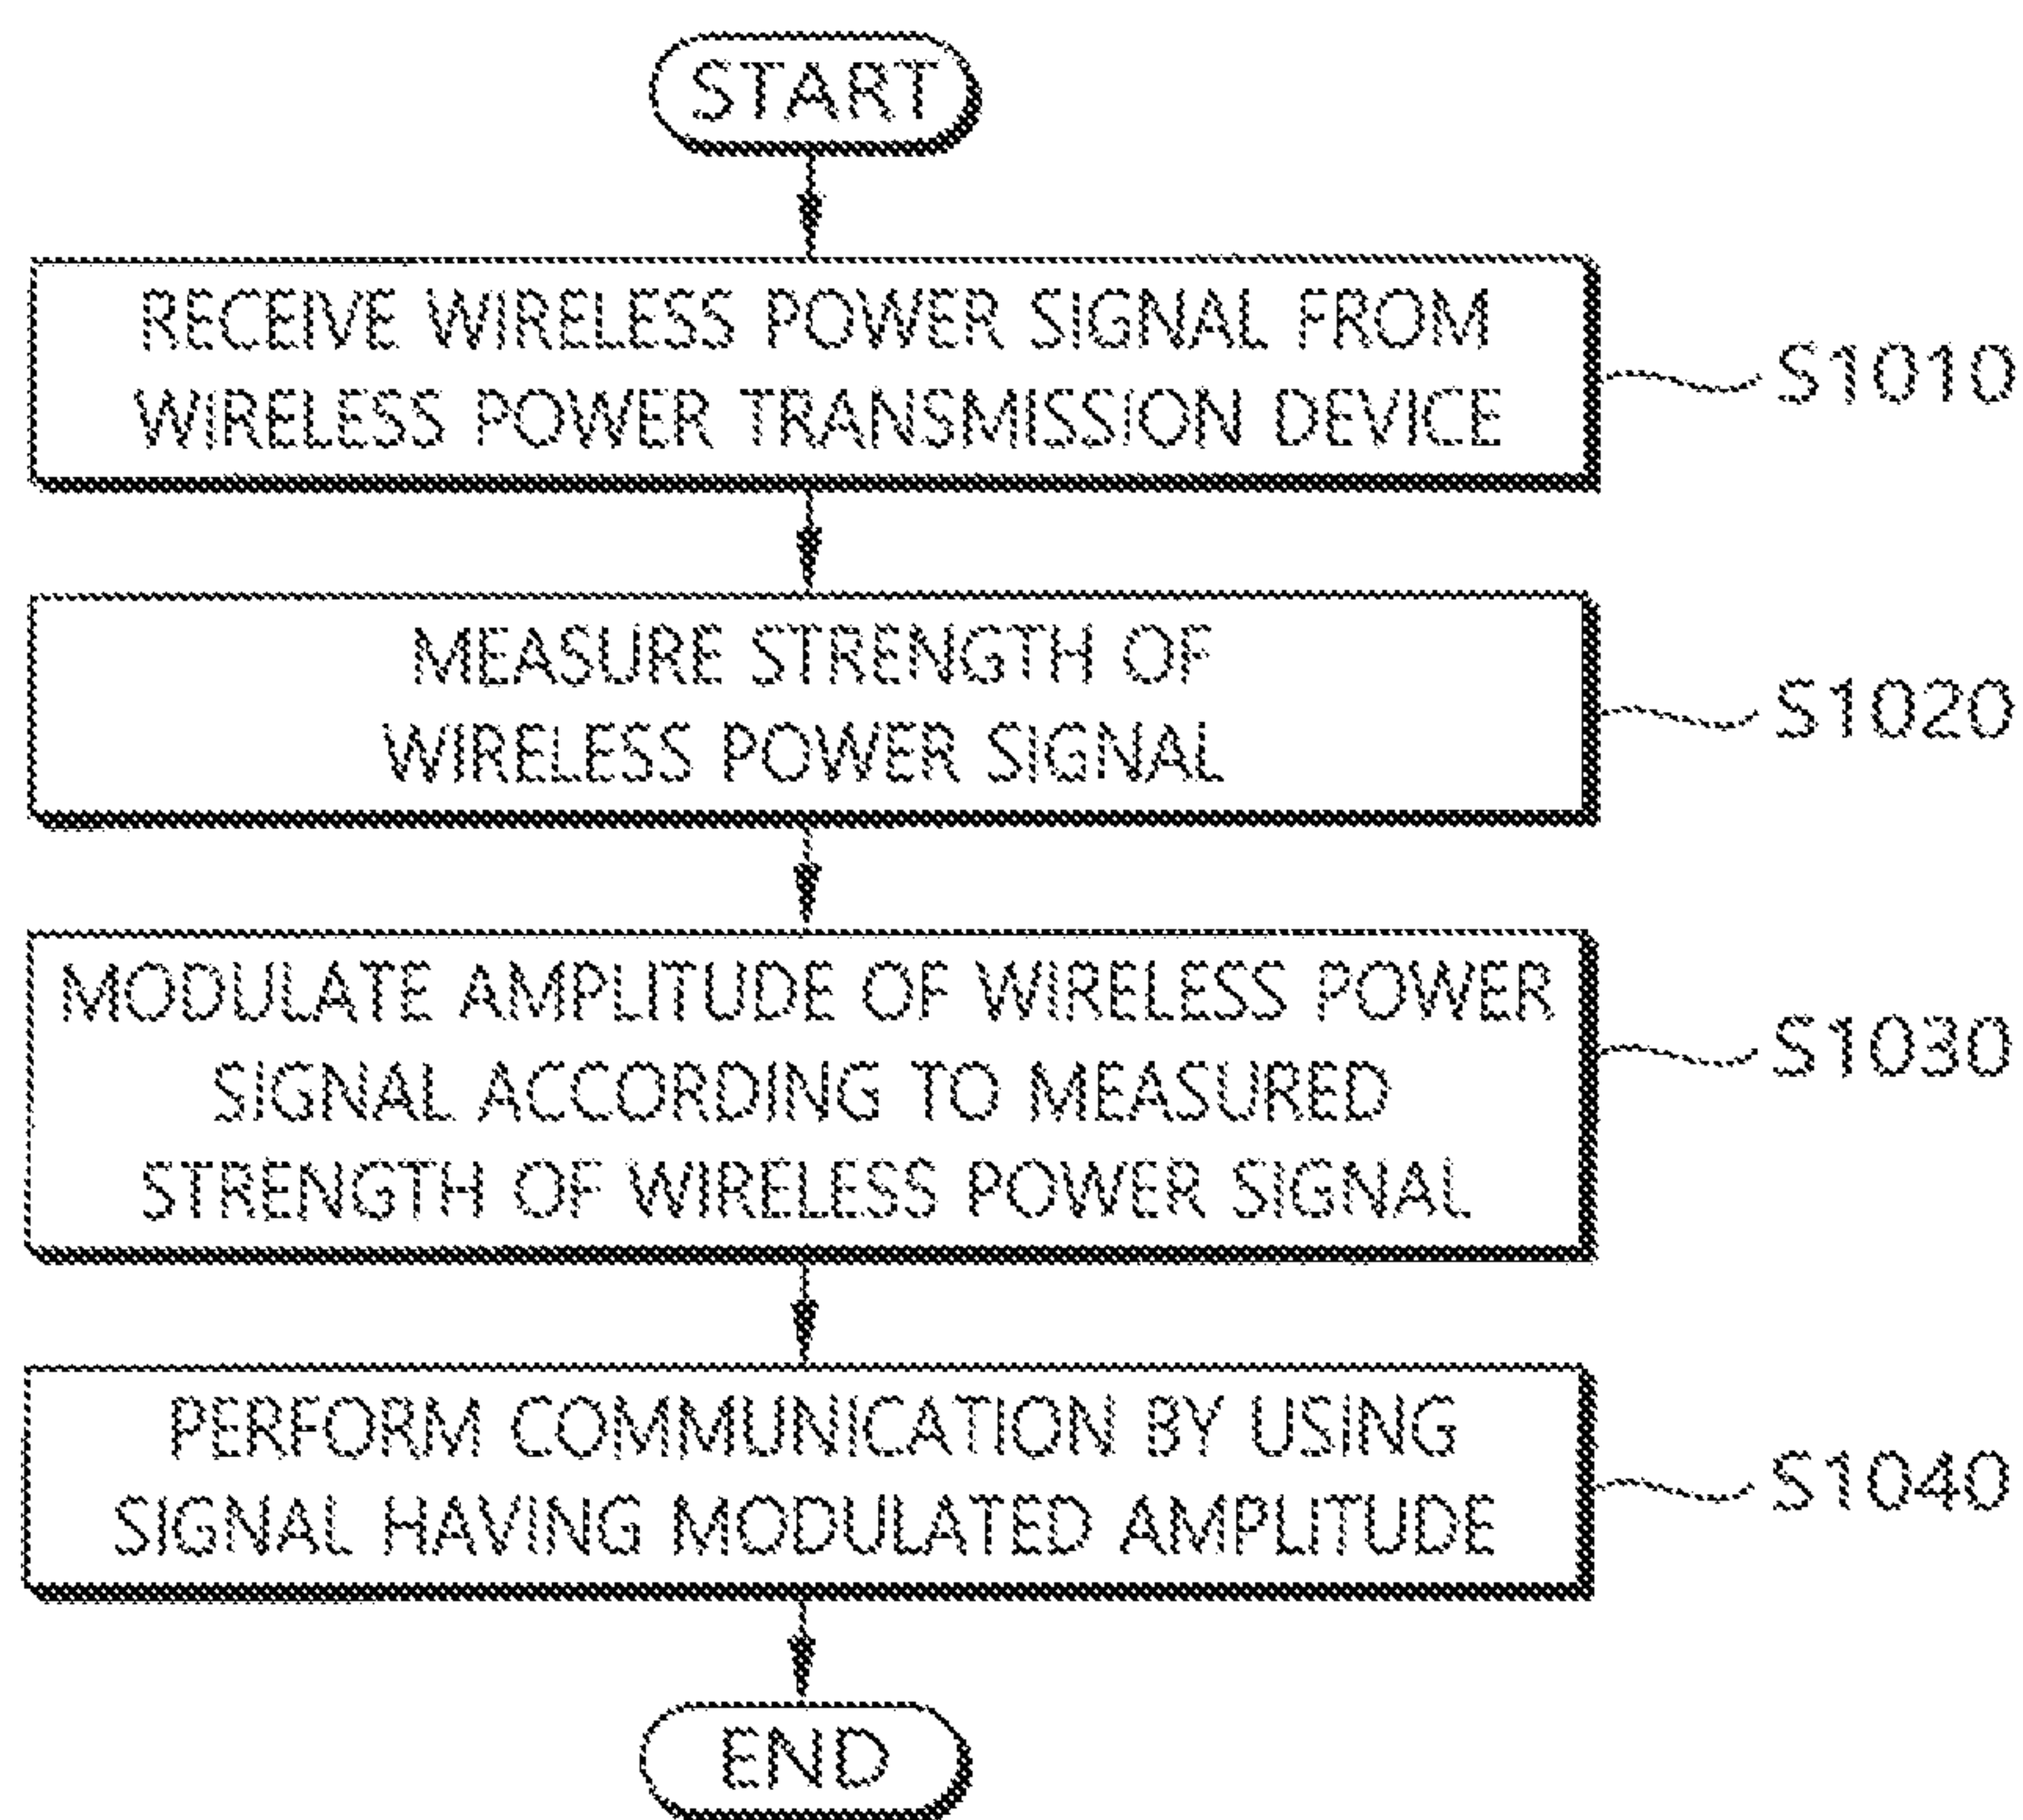 START
RECEIVE WIRELESS POWER SIGNAL FROM
WIRELESS POWER TRANSMISSION DEVICE
S1010
MEASURE STRENGTH OF
WIRELESS POWER SIGNAL
S1020
MODULATE AMPLITUDE OF WIRELESS POWER
SIGNAL ACCORDING TO MEASURED
STRENGTH OF WIRELESS POWER SIGNAL
S1030
PERFORM COMMUNICATION BY USING
SIGNAL HAVING MODULATED AMPLITUDE
S1040
END